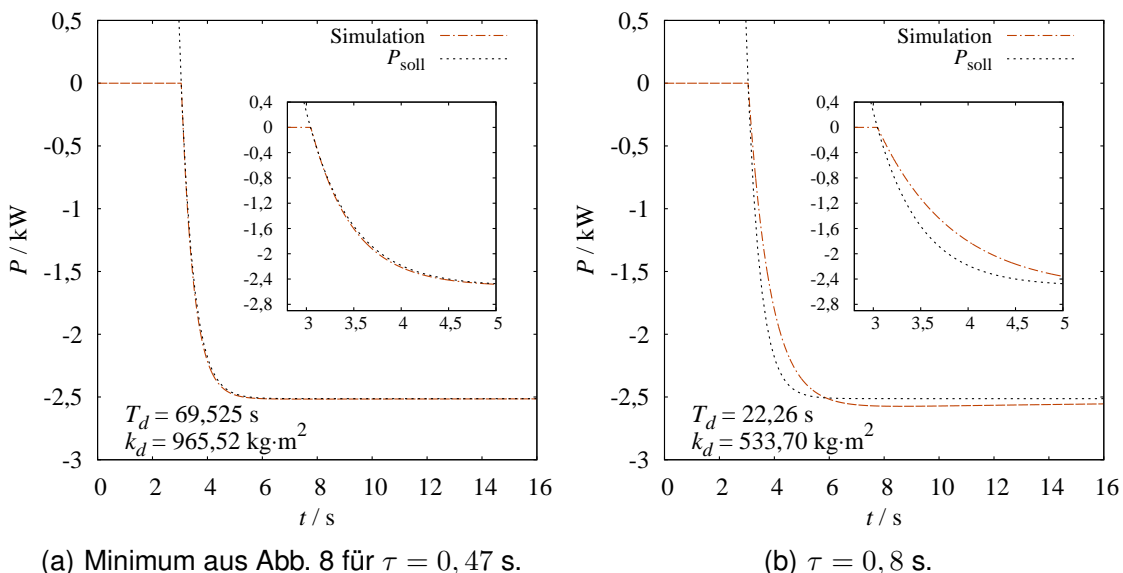 0,5
0
-0,5
-1
-1,5
-2
-2,5
-3
P / kW
0 2 4 6 8 10 12 14 16
t / s
Simulation
P_soll
0,4
0
-0,4
-0,8
-1,2
-1,6
-2
-2,4
-2,8
3 3,5 4 4,5 5
T_d = 69,525 s
k_d = 965,52 kg·m²
(a) Minimum aus Abb. 8 für τ = 0, 47 s.
0,5
0
-0,5
-1
-1,5
-2
-2,5
-3
P / kW
0 2 4 6 8 10 12 14 16
t / s
Simulation
P_soll
0,4
0
-0,4
-0,8
-1,2
-1,6
-2
-2,4
-2,8
3 3,5 4 4,5 5
T_d = 22,26 s
k_d = 533,70 kg·m²
(b) τ = 0, 8 s.